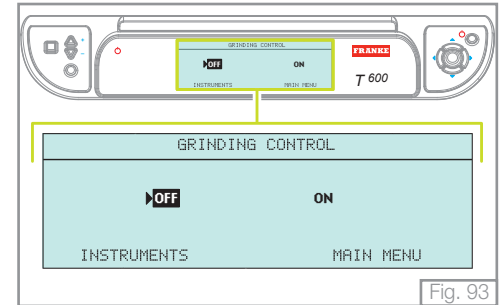 GRINDING CONTROL
OFF ON
INSTRUMENTS MAIN MENU
FRANKE
T 600
GRINDING CONTROL
OFF ON
INSTRUMENTS MAIN MENU
Fig. 93